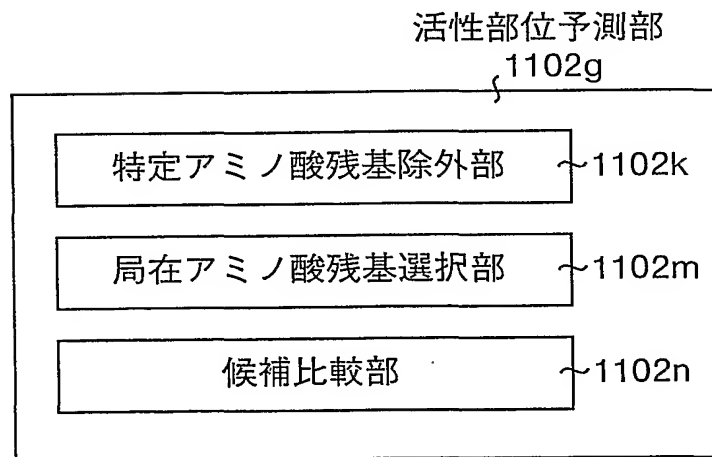 活性部位予測部
1102g
特定アミノ酸残基除外部 1102k
局在アミノ酸残基選択部 1102m
候補比較部 1102n